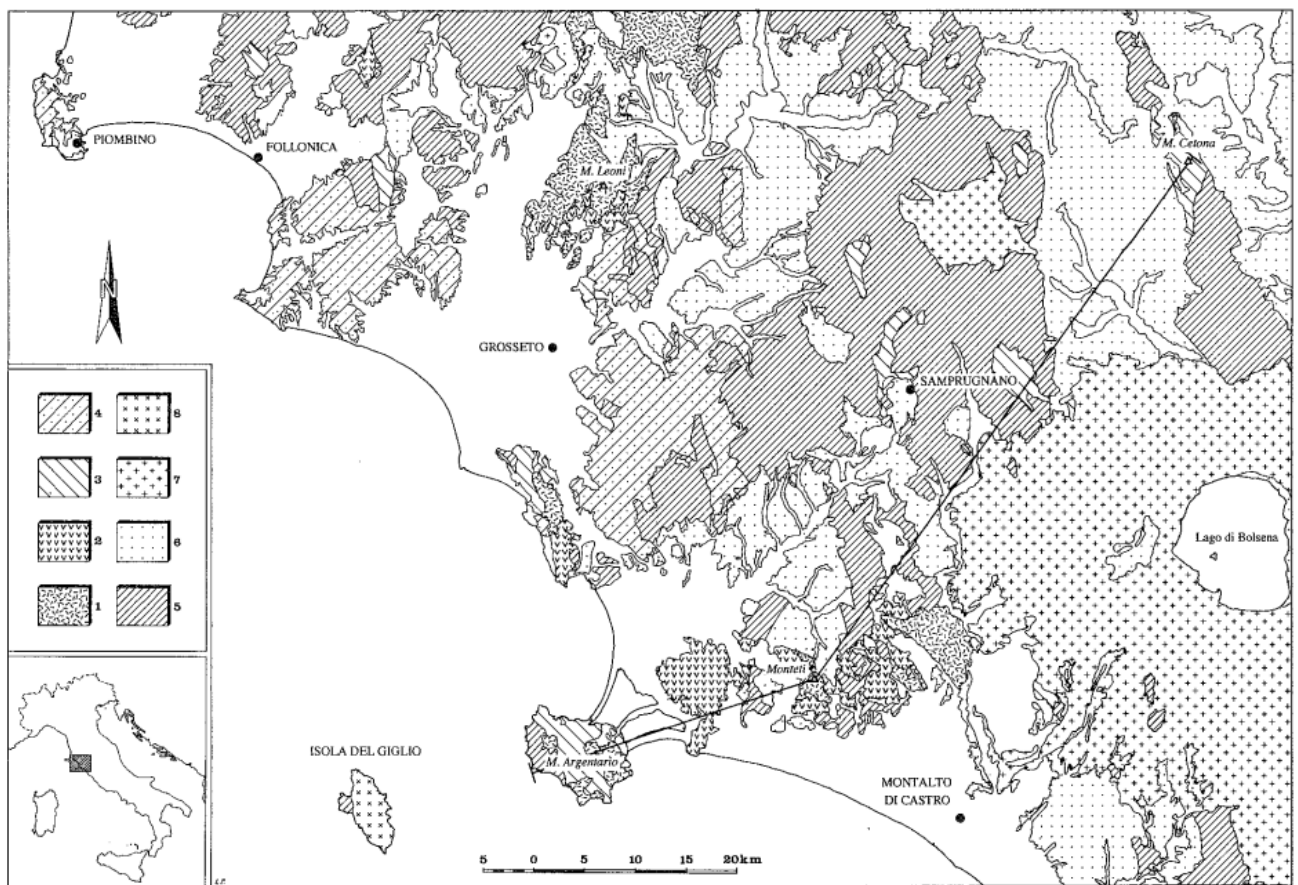 PIOMBINO
FOLLONICA
M. Leoni
M. Cetona
N
GROSSETO
SAMPRUGNANO
4 8
3 7
2 6
1 5
Lago di Bolsena
Monteti
ISOLA DEL GIGLIO
M. Argentario
MONTALTO
DI CASTRO
5 0 5 10 15 20km